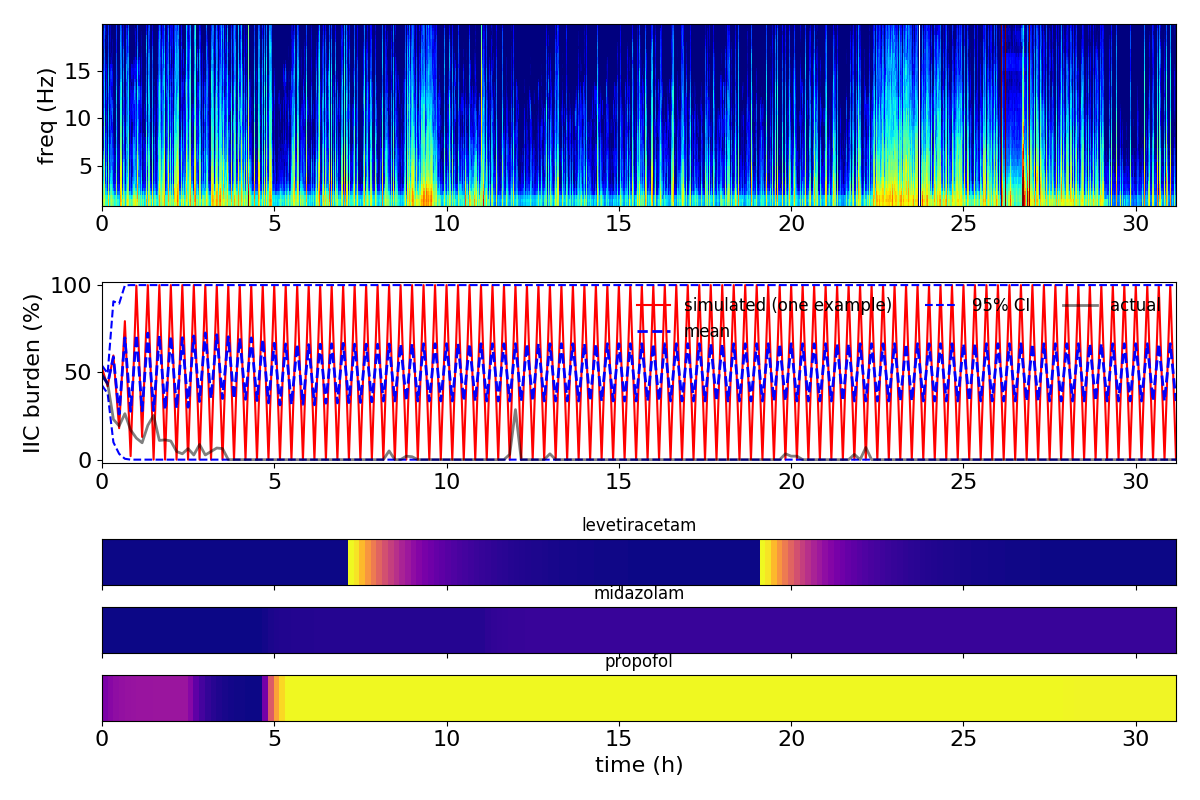 freq (Hz)
15
10
5
0 5 10 15 20 25 30
IIC burden (%)
100
50
0
simulated (one example) 95% CI actual
mean
0 5 10 15 20 25 30
levetiracetam
midazolam
propofol
0 5 10 15 20 25 30
time (h)